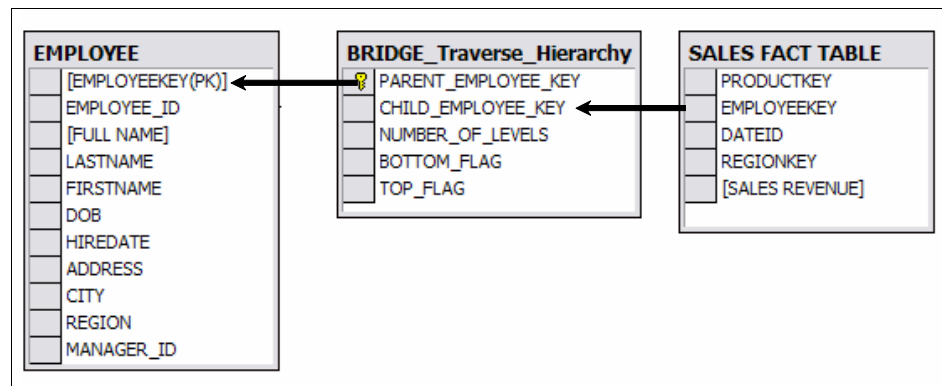 EMPLOYEE
[EMPLOYEEKEY(PK)]
EMPLOYEE_ID
[FULL NAME]
LASTNAME
FIRSTNAME
DOB
HIREDATE
ADDRESS
CITY
REGION
MANAGER_ID
BRIDGE_Traverse_Hierarchy
PARENT_EMPLOYEE_KEY
CHILD_EMPLOYEE_KEY
NUMBER_OF_LEVELS
BOTTOM_FLAG
TOP_FLAG
SALES FACT TABLE
PRODUCTKEY
EMPLOYEEKEY
DATEID
REGIONKEY
[SALES REVENUE]